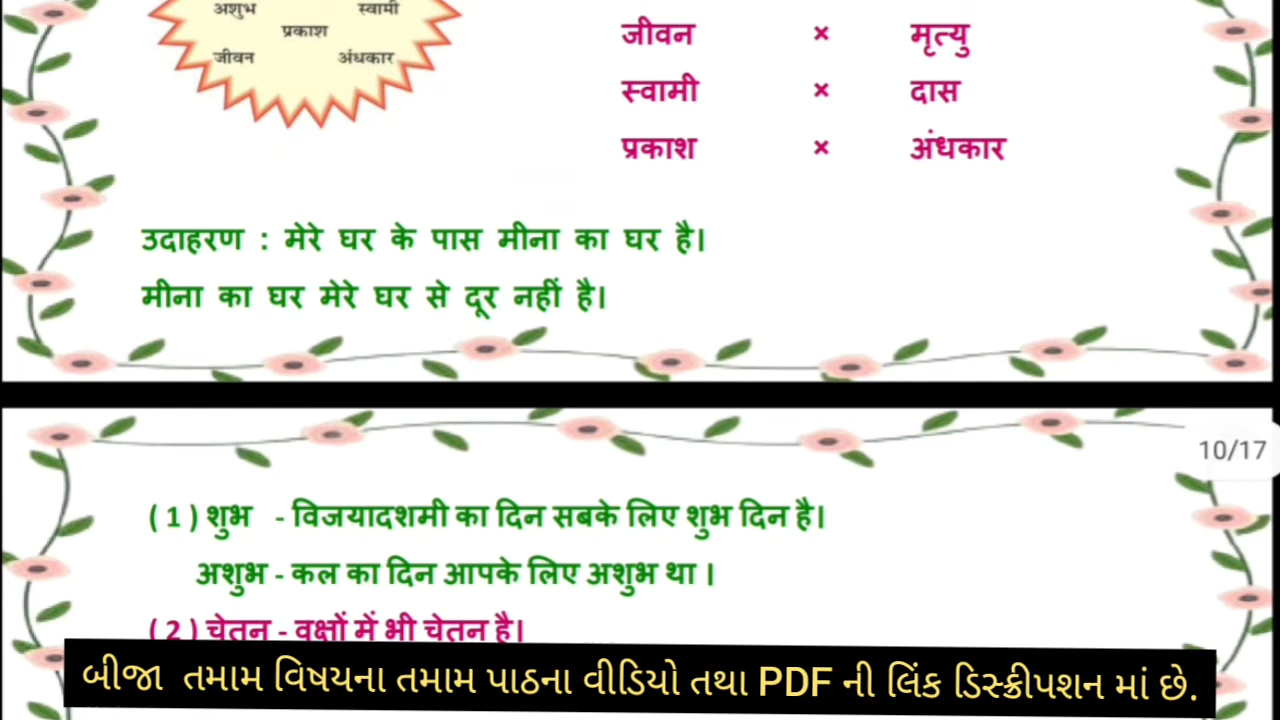 अशुभ स्वामी
प्रकाश
जीवन अंधकार
जीवन × मृत्यु
स्वामी × दास
प्रकाश × अंधकार
उदाहरण : मेरे घर के पास मीना का घर है।
मीना का घर मेरे घर से दूर नहीं है।
10/17
( 1 ) शुभ - विजयादशमी का दिन सबके लिए शुभ दिन है।
अशुभ - कल का दिन आपके लिए अशुभ था ।
( 2 ) चेतन - वृक्षों में भी चेतन है।
બીજા તમામ વિષયના તમામ પાઠના વીડિયો તથા PDF ની લિંક ડિસ્ક્રીપશન માં છે.